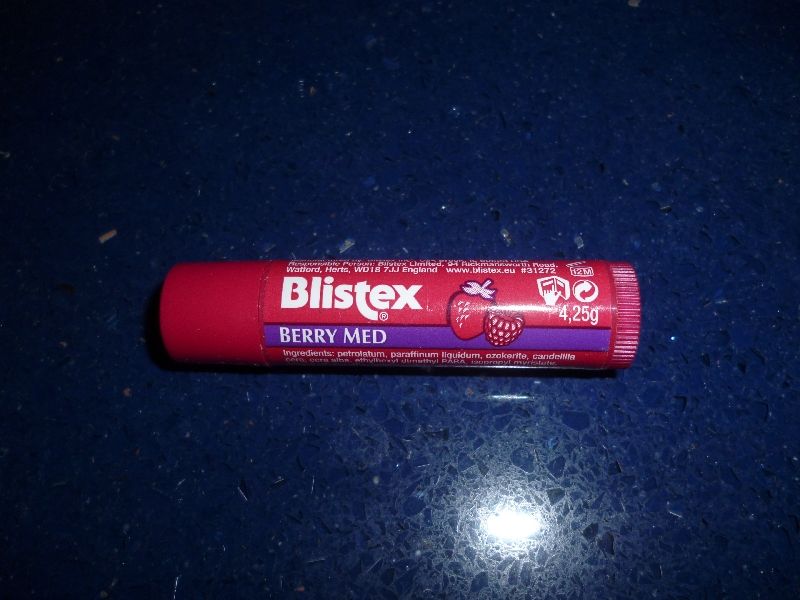 Responsible Person: Blistex Limited, 94 Rickmansworth Road,
Watford, Herts, WD18 7JJ England www.blistex.eu #31272
12M
Blistex®
4,25g
BERRY MED
Ingredients: petrolatum, paraffinum liquidum, ozokerite, candelilla
cera, cera alba, ethylhexyl dimethyl PABA, isopropyl myristate,